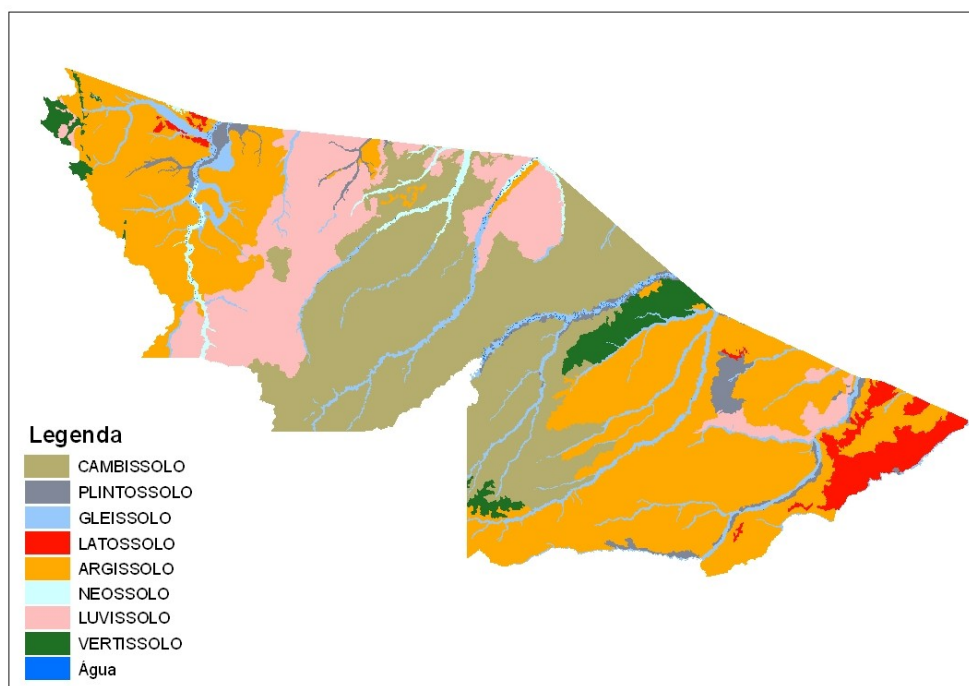 Legenda
CAMBISSOLO
PLINTOSSOLO
GLEISSOLO
LATOSSOLO
ARGISSOLO
NEOSSOLO
LUVISSOLO
VERTISSOLO
Água